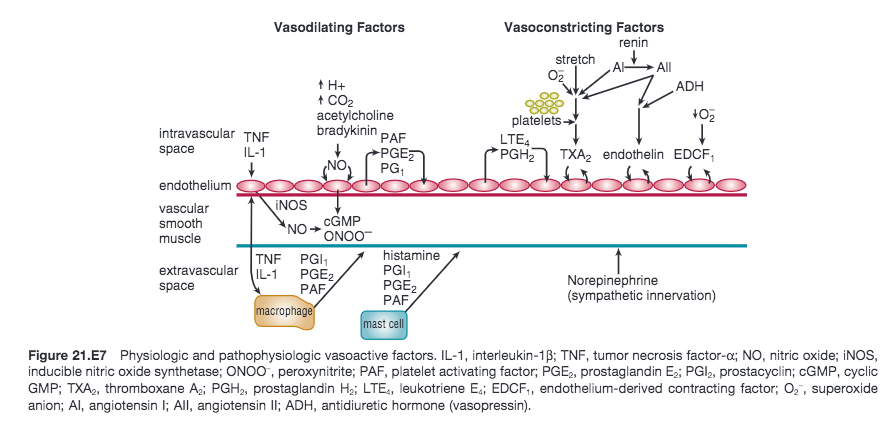 Vasodilating Factors
Vasoconstricting Factors
renin
stretch
AI
AII
O₂⁻
ADH
↑ H+
↑ CO2
acetylcholine
bradykinin
↓O₂⁻
platelets
intravascular
space
TNF
IL-1
PAF
PGE₂
PG₁
NO
LTE₄
PGH₂
TXA₂
endothelin
EDCF₁
endothelium
vascular
smooth
muscle
iNOS
NO
cGMP
ONOO⁻
extravascular
space
TNF
IL-1
PGI₁
PGE₂
PAF
macrophage
histamine
PGI₁
PGE₂
PAF
mast cell
Norepinephrine
(sympathetic innervation)
Figure 21.E7 Physiologic and pathophysiologic vasoactive factors. IL-1, interleukin-1β; TNF, tumor necrosis factor-α; NO, nitric oxide; iNOS,
inducible nitric oxide synthetase; ONOO⁻, peroxynitrite; PAF, platelet activating factor; PGE₂, prostaglandin E₂; PGI₂, prostacyclin; cGMP, cyclic
GMP; TXA₂, thromboxane A₂; PGH₂, prostaglandin H₂; LTE₄, leukotriene E₄; EDCF₁, endothelium-derived contracting factor; O₂⁻, superoxide
anion; AI, angiotensin I; AII, angiotensin II; ADH, antidiuretic hormone (vasopressin).